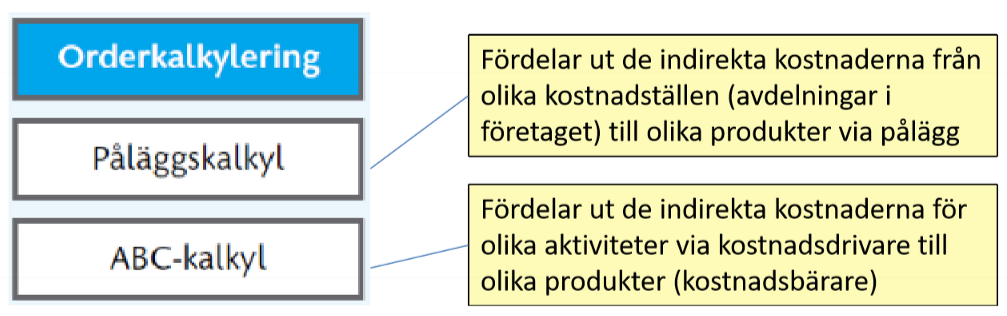 Orderkalkylering
Påläggskalkyl
ABC-kalkyl
Fördelar ut de indirekta kostnaderna från
olika kostnadställen (avdelningar i
företaget) till olika produkter via pålägg
Fördelar ut de indirekta kostnaderna för
olika aktiviteter via kostnadsdrivare till
olika produkter (kostnadsbärare)